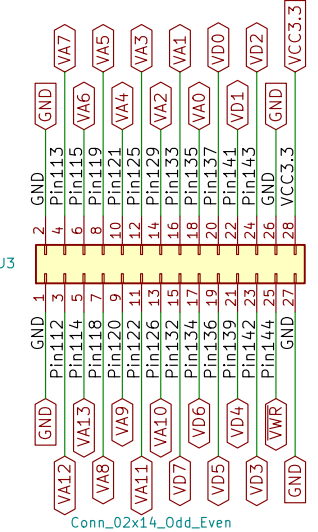 VA7 VA5 VA3 VA1 VD0 VD2 VCC3.3
GND VA6 VA4 VA2 VA0 VD1 GND
GND Pin113 Pin115 Pin119 Pin121 Pin125 Pin129 Pin133 Pin135 Pin137 Pin141 Pin143 GND VCC3.3
2 4 6 8 10 12 14 16 18 20 22 24 26 28
1 3 5 7 9 11 13 15 17 19 21 23 25 27
GND Pin112 Pin114 Pin118 Pin120 Pin122 Pin126 Pin132 Pin134 Pin136 Pin139 Pin142 Pin144 GND
GND VA13 VA9 VA10 VD6 VD4 VWR
VA12 VA8 VA11 VD7 VD5 VD3 GND
Conn_02x14_Odd_Even